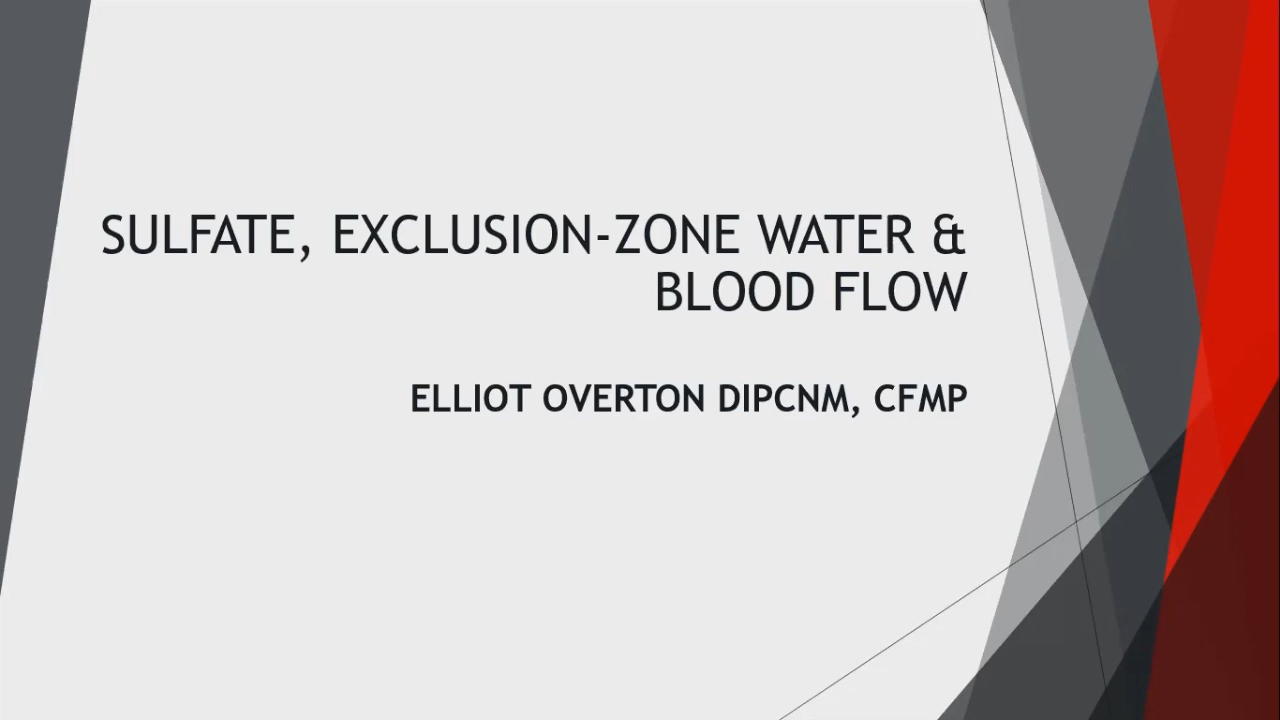 SULFATE, EXCLUSION-ZONE WATER &
BLOOD FLOW
ELLIOT OVERTON DIPCNM, CFMP